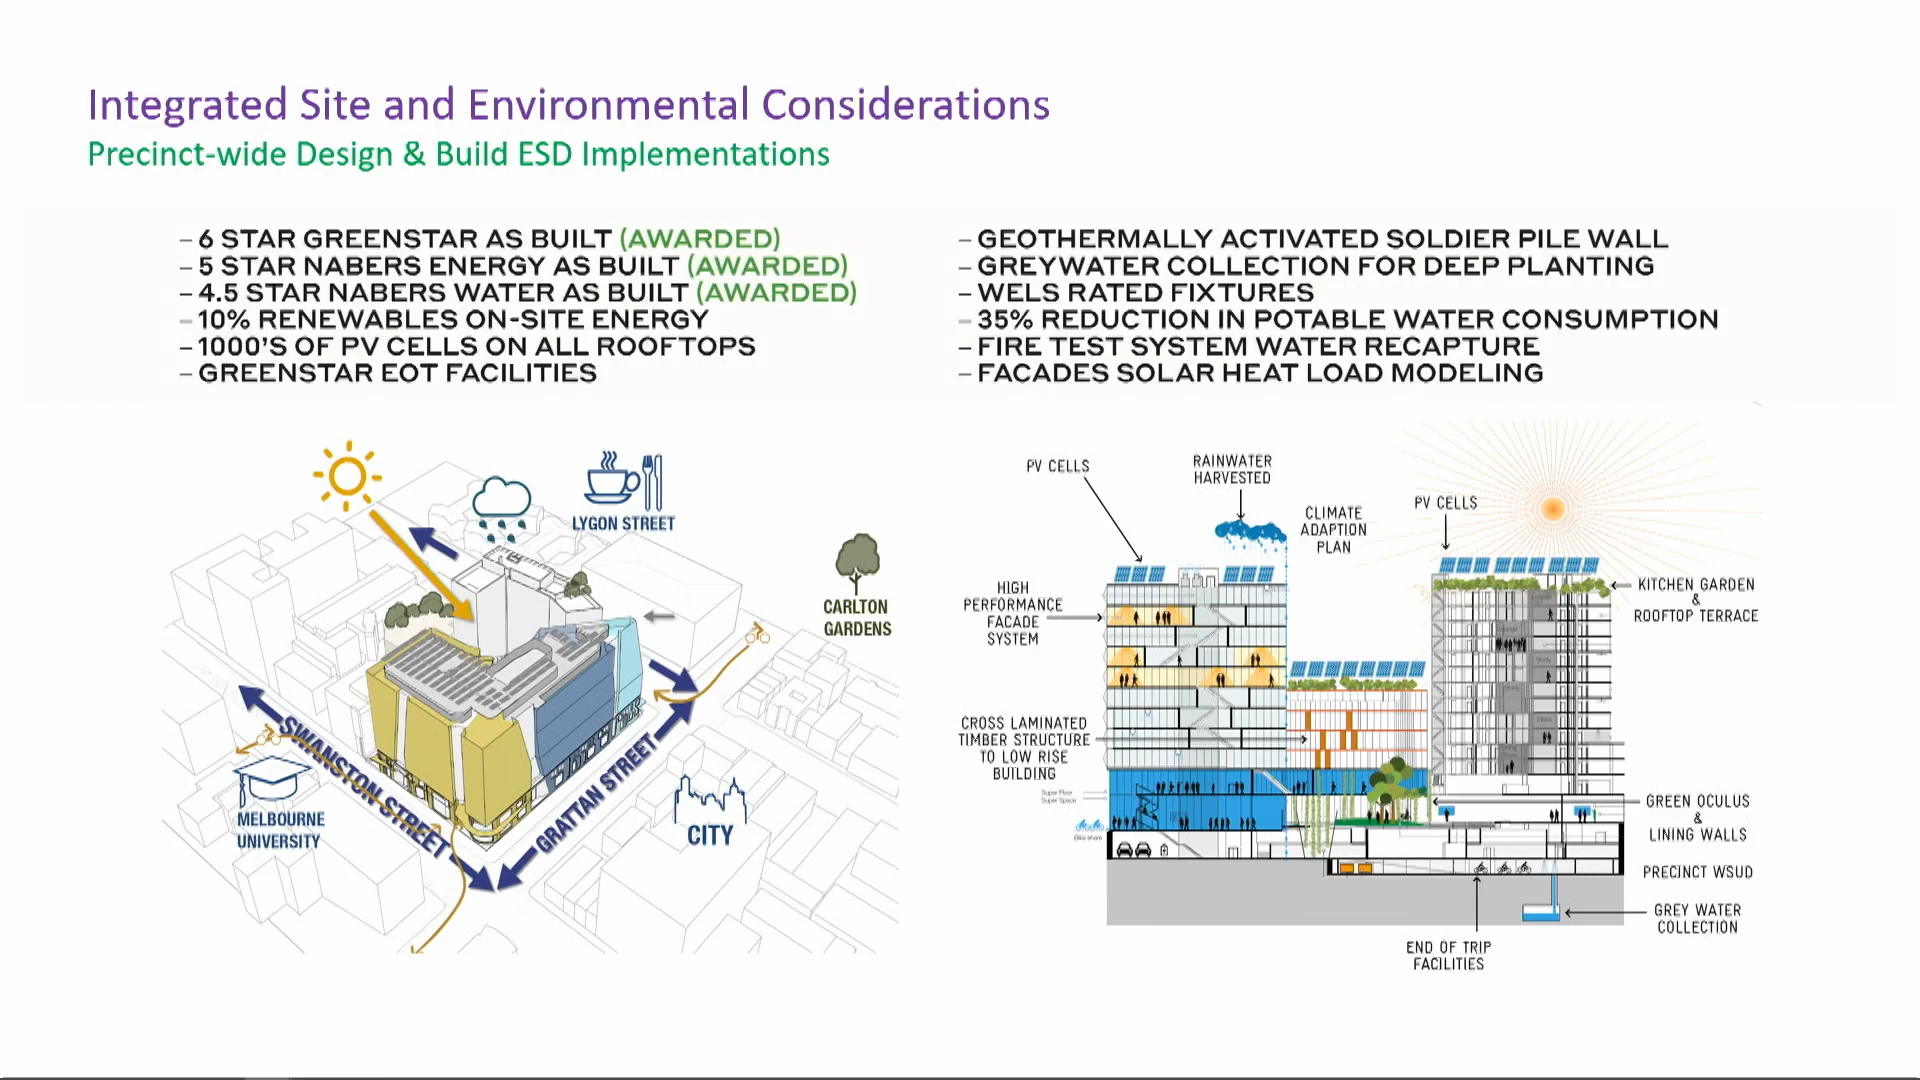 Integrated Site and Environmental Considerations
Precinct-wide Design & Build ESD Implementations
– 6 STAR GREENSTAR AS BUILT (AWARDED)
– 5 STAR NABERS ENERGY AS BUILT (AWARDED)
– 4.5 STAR NABERS WATER AS BUILT (AWARDED)
– 10% RENEWABLES ON-SITE ENERGY
– 1000'S OF PV CELLS ON ALL ROOFTOPS
– GREENSTAR EOT FACILITIES
– GEOTHERMALLY ACTIVATED SOLDIER PILE WALL
– GREYWATER COLLECTION FOR DEEP PLANTING
– WELS RATED FIXTURES
– 35% REDUCTION IN POTABLE WATER CONSUMPTION
– FIRE TEST SYSTEM WATER RECAPTURE
– FACADES SOLAR HEAT LOAD MODELING
LYGON STREET
CARLTON
GARDENS
SWANSTON STREET
GRATTAN STREET
MELBOURNE
UNIVERSITY
CITY
PV CELLS
RAINWATER
HARVESTED
CLIMATE
ADAPTION
PLAN
PV CELLS
HIGH
PERFORMANCE
FACADE
SYSTEM
KITCHEN GARDEN
&
ROOFTOP TERRACE
CROSS LAMINATED
TIMBER STRUCTURE
TO LOW RISE
BUILDING
Super Floor
Super Space
Bike share
GREEN OCULUS
&
LINING WALLS
PRECINCT WSUD
GREY WATER
COLLECTION
END OF TRIP
FACILITIES